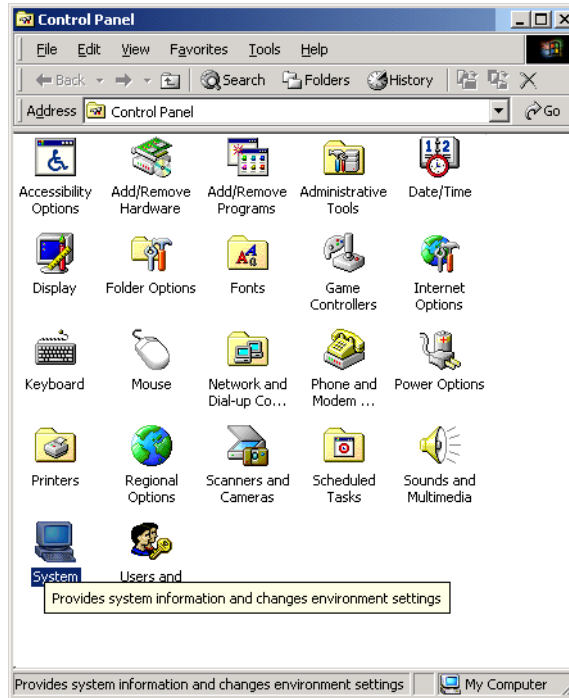 Control Panel
File Edit View Favorites Tools Help
Back Search Folders History
Address Control Panel Go
Accessibility Options
Add/Remove Hardware
Add/Remove Programs
Administrative Tools
Date/Time
Display
Folder Options
Fonts
Game Controllers
Internet Options
Keyboard
Mouse
Network and Dial-up Co...
Phone and Modem ...
Power Options
Printers
Regional Options
Scanners and Cameras
Scheduled Tasks
Sounds and Multimedia
System
Users and
Provides system information and changes environment settings
Provides system information and changes environment settings My Computer